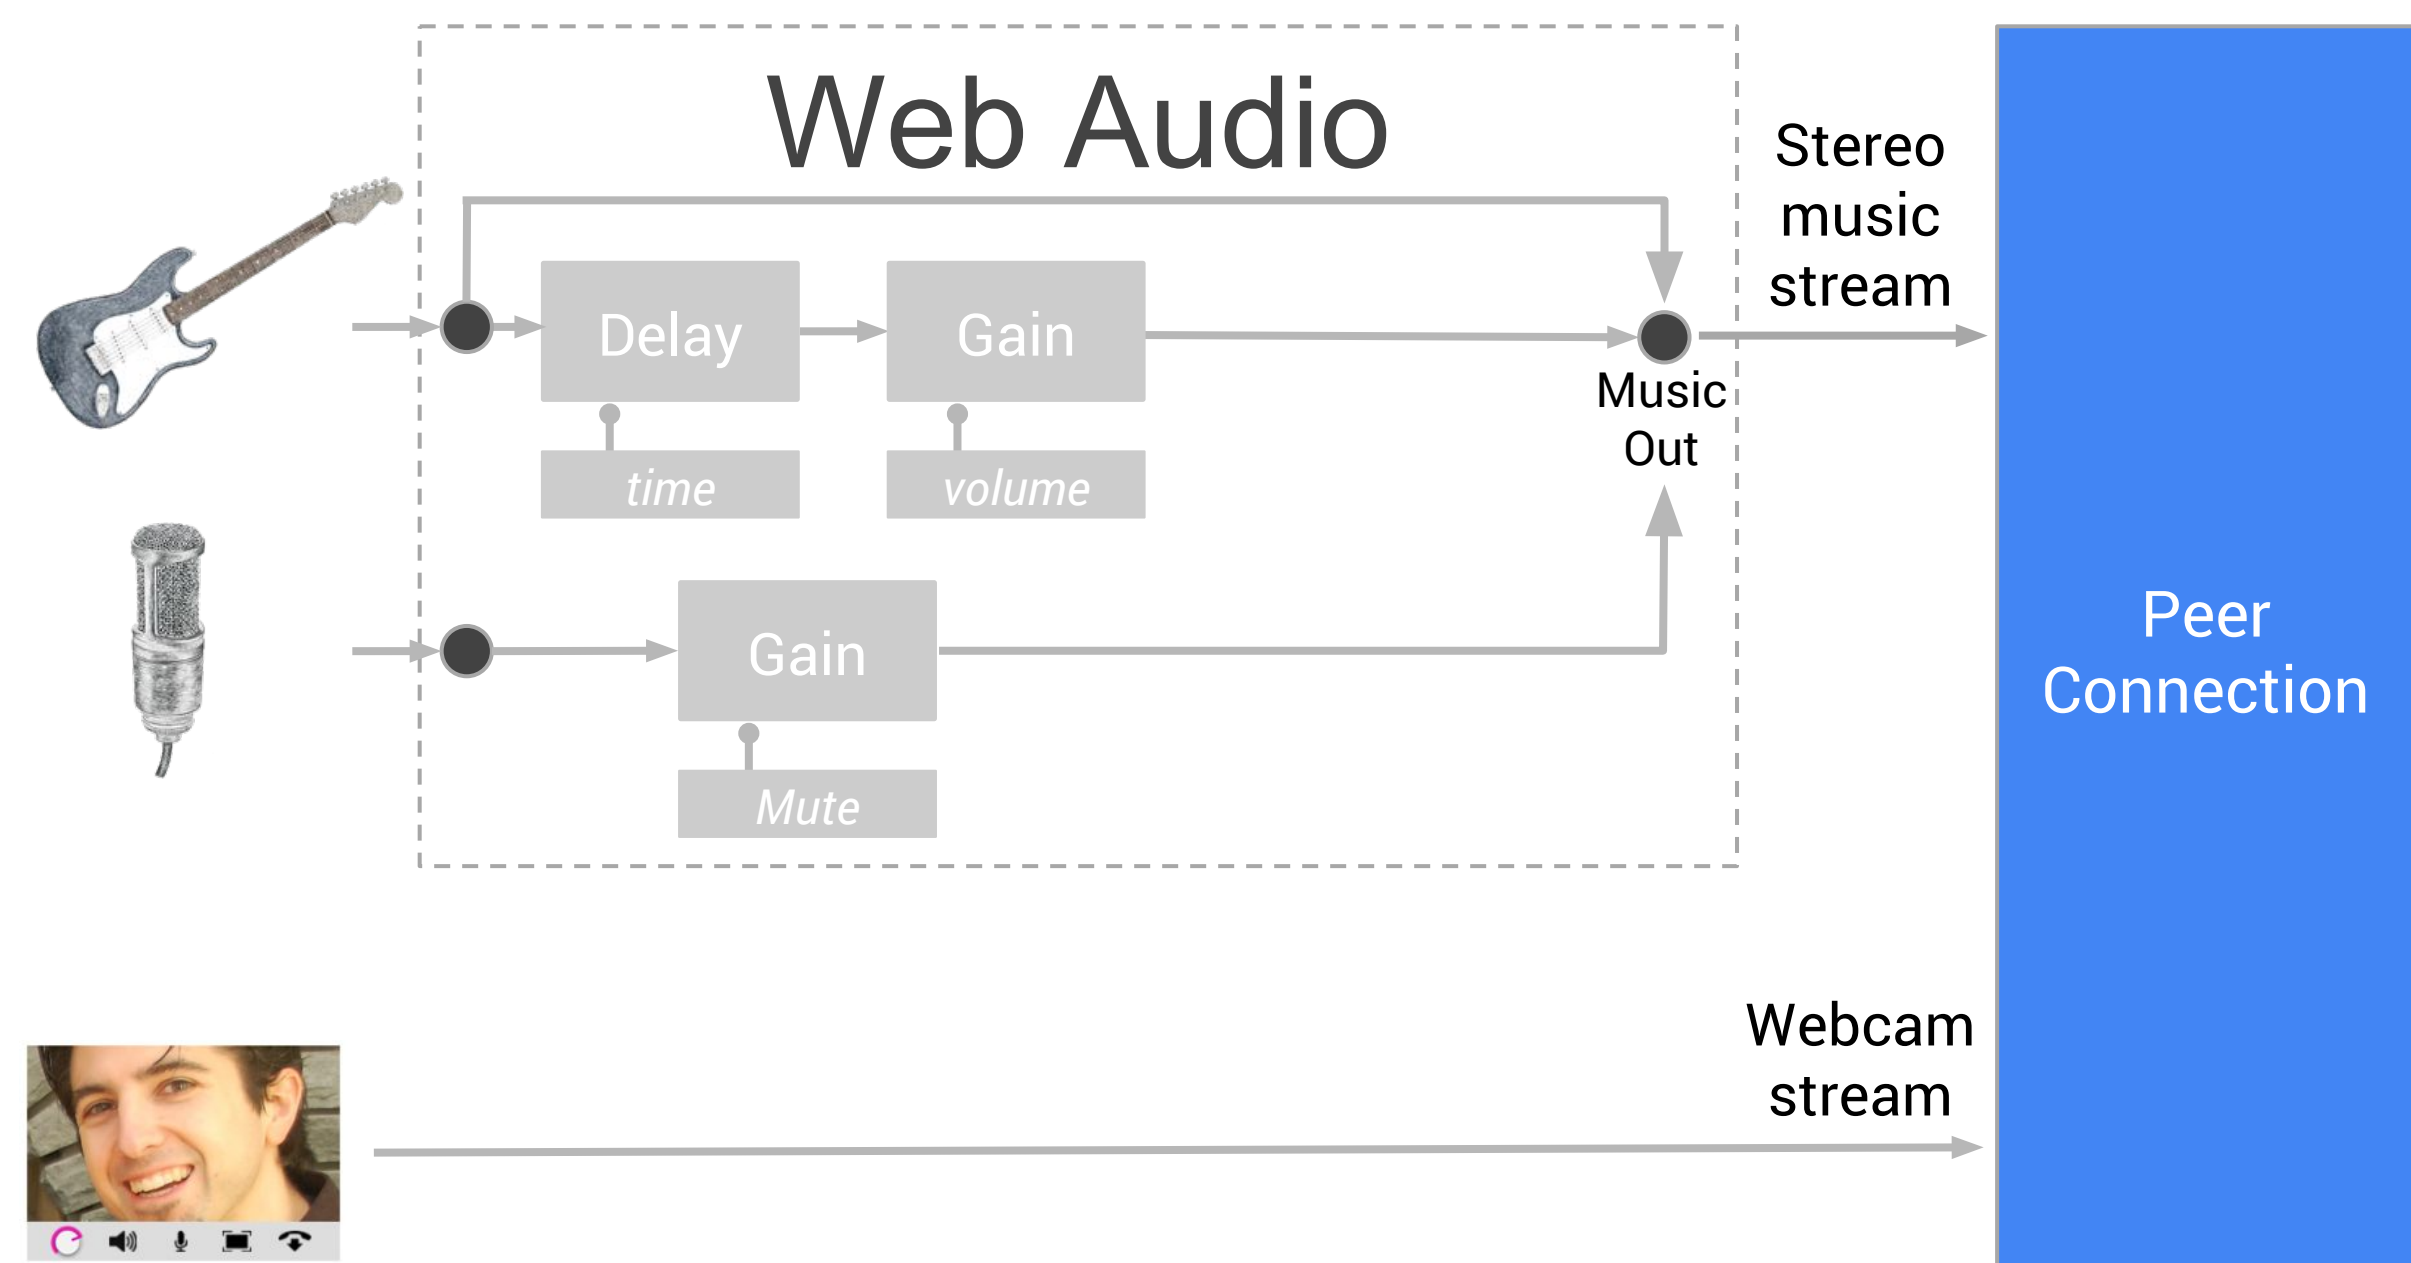 Web Audio
Stereo
music
stream
Delay
Gain
Music
Out
time
volume
Gain
Mute
Peer
Connection
Webcam
stream